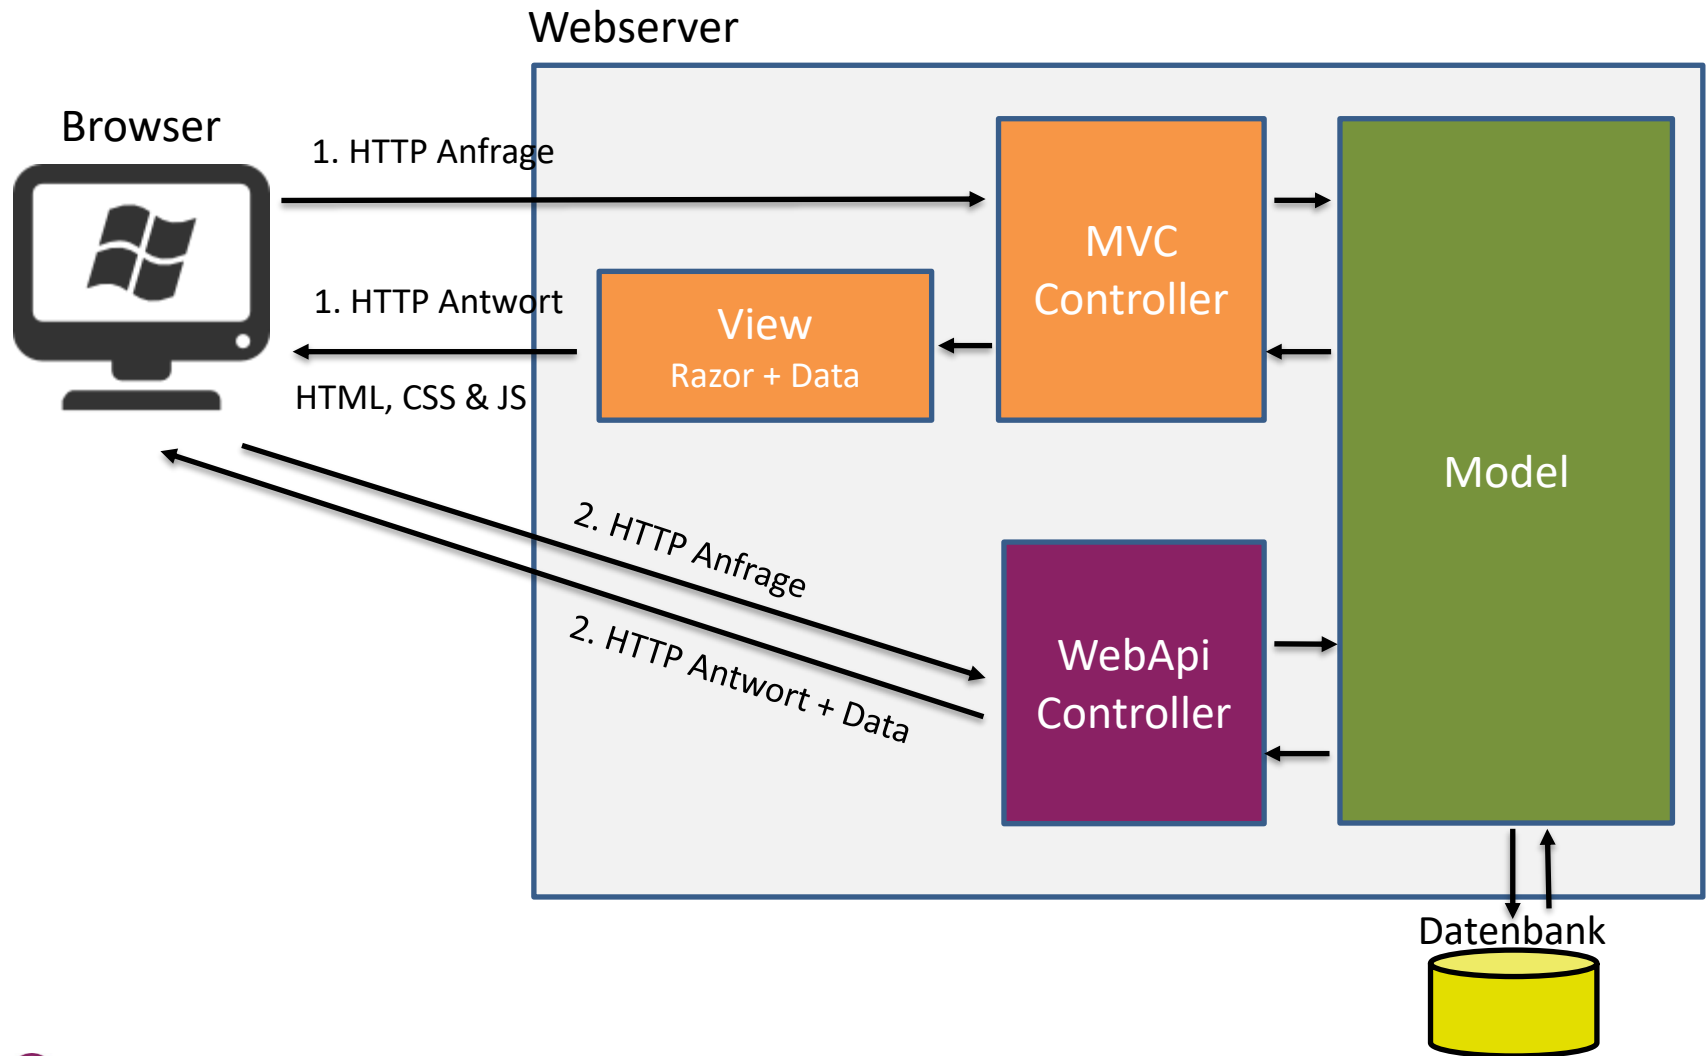 Webserver
Browser
1. HTTP Anfrage
MVC
Controller
1. HTTP Antwort
View
Razor + Data
HTML, CSS & JS
Model
2. HTTP Anfrage
2. HTTP Antwort + Data
WebApi
Controller
Datenbank